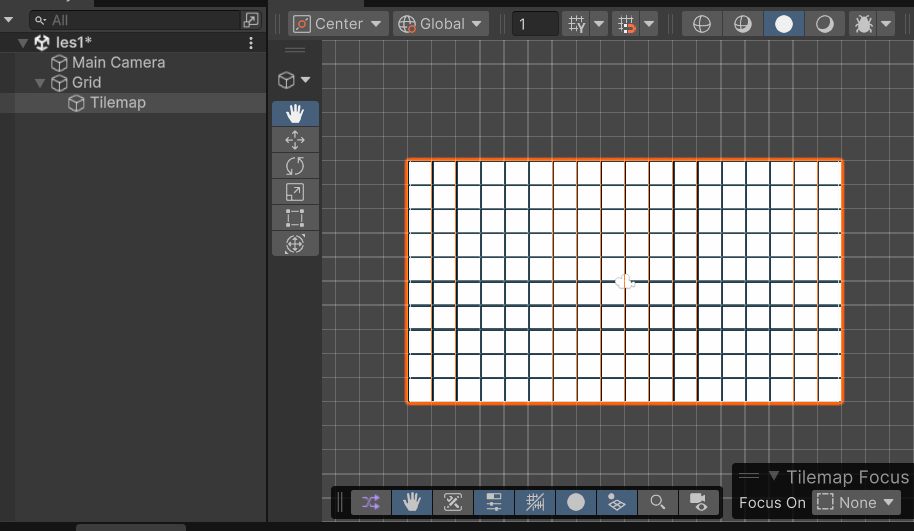 All
Center
Global
1
les1*
Main Camera
Grid
Tilemap
Tilemap Focus
Focus On
None